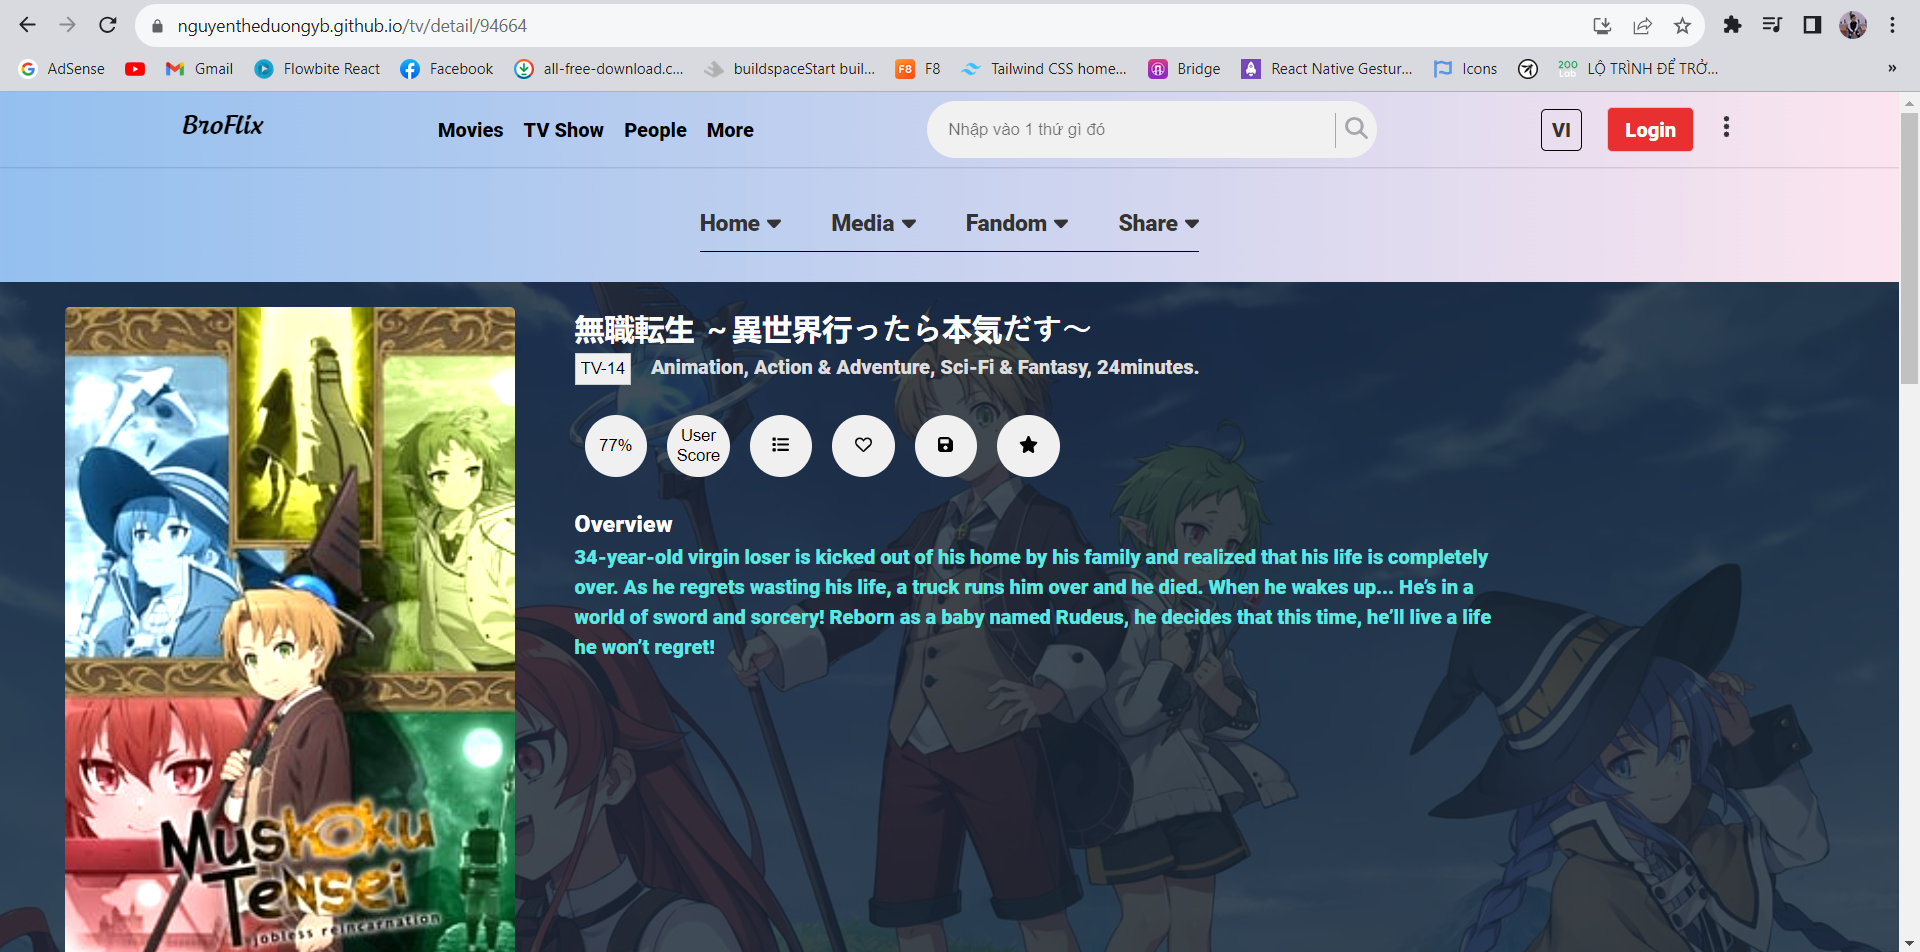 nguyentheduongyb.github.io/tv/detail/94664
AdSense Gmail Flowbite React Facebook all-free-download.c... buildspaceStart buil... F8 F8 Tailwind CSS home... Bridge React Native Gestur... Icons 200 Lab LỘ TRÌNH ĐỂ TRỞ... »
BroFlix Movies TV Show People More Nhập vào 1 thứ gì đó VI Login
Home Media Fandom Share
無職転生 ～異世界行ったら本気だす～
TV-14 Animation, Action & Adventure, Sci-Fi & Fantasy, 24minutes.
77% User Score
Overview
34-year-old virgin loser is kicked out of his home by his family and realized that his life is completely
over. As he regrets wasting his life, a truck runs him over and he died. When he wakes up... He’s in a
world of sword and sorcery! Reborn as a baby named Rudeus, he decides that this time, he’ll live a life
he won’t regret!
Mushoku
Tensei
jobless reincarnation